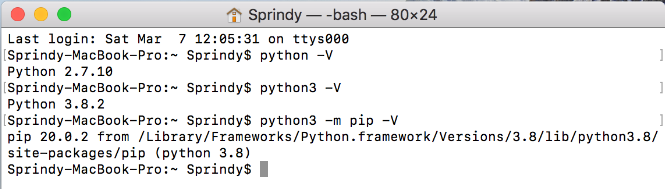 Sprindy — -bash — 80×24
Last login: Sat Mar  7 12:05:31 on ttys000
[Sprindy-MacBook-Pro:~ Sprindy$ python -V ]
Python 2.7.10
[Sprindy-MacBook-Pro:~ Sprindy$ python3 -V ]
Python 3.8.2
[Sprindy-MacBook-Pro:~ Sprindy$ python3 -m pip -V ]
pip 20.0.2 from /Library/Frameworks/Python.framework/Versions/3.8/lib/python3.8/
site-packages/pip (python 3.8)
Sprindy-MacBook-Pro:~ Sprindy$